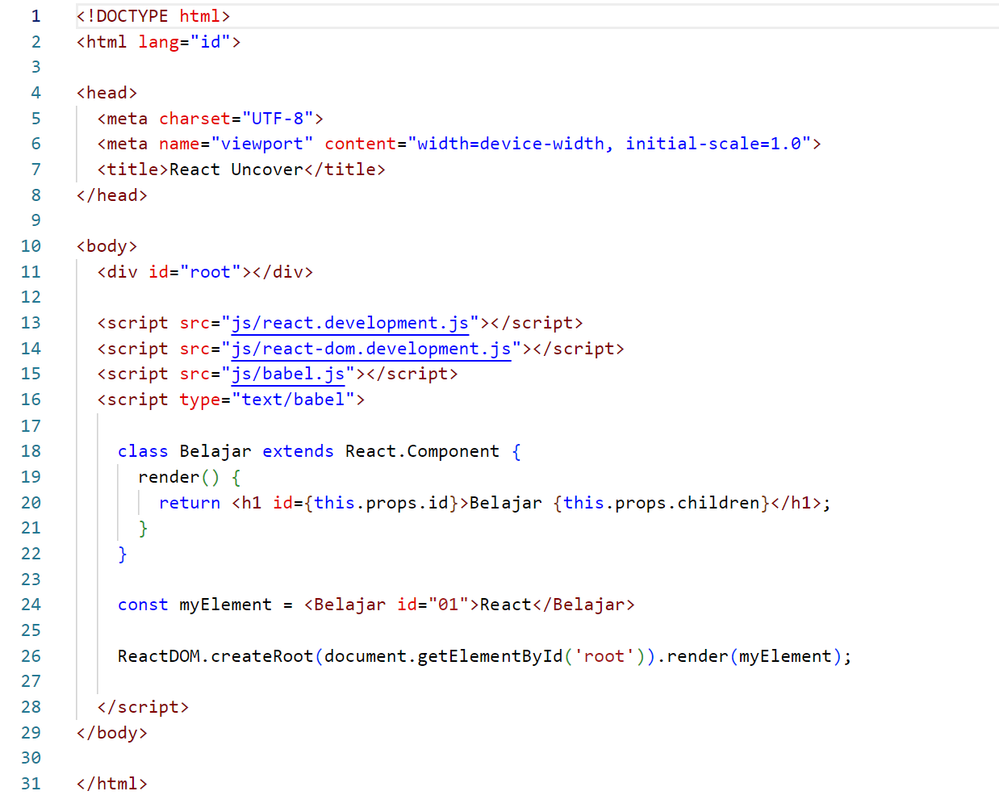 1 <!DOCTYPE html>
2 <html lang="id">
3
4 <head>
5   <meta charset="UTF-8">
6   <meta name="viewport" content="width=device-width, initial-scale=1.0">
7   <title>React Uncover</title>
8 </head>
9
10 <body>
11   <div id="root"></div>
12
13   <script src="js/react.development.js"></script>
14   <script src="js/react-dom.development.js"></script>
15   <script src="js/babel.js"></script>
16   <script type="text/babel">
17
18     class Belajar extends React.Component {
19       render() {
20         return <h1 id={this.props.id}>Belajar {this.props.children}</h1>;
21       }
22     }
23
24     const myElement = <Belajar id="01">React</Belajar>
25
26     ReactDOM.createRoot(document.getElementById('root')).render(myElement);
27
28   </script>
29 </body>
30
31 </html>